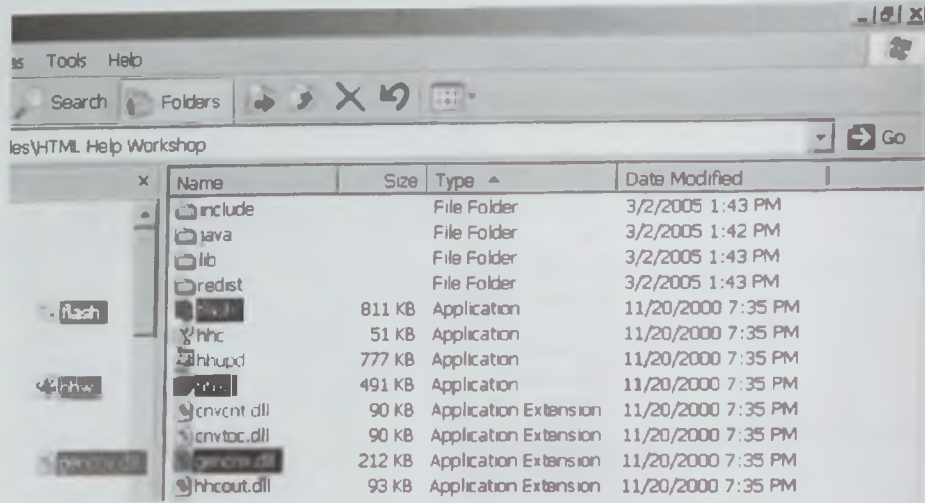 Tools Help
Search Folders
les\HTML Help Workshop Go
Name Size Type Date Modified
include File Folder 3/2/2005 1:43 PM
java File Folder 3/2/2005 1:42 PM
lib File Folder 3/2/2005 1:43 PM
redist File Folder 3/2/2005 1:43 PM
flash 811 KB Application 11/20/2000 7:35 PM
hhc 51 KB Application 11/20/2000 7:35 PM
hhupd 777 KB Application 11/20/2000 7:35 PM
hhw 491 KB Application 11/20/2000 7:35 PM
cnvcnt.dll 90 KB Application Extension 11/20/2000 7:35 PM
cnvtoc.dll 90 KB Application Extension 11/20/2000 7:35 PM
212 KB Application Extension 11/20/2000 7:35 PM
hhcout.dll 93 KB Application Extension 11/20/2000 7:35 PM